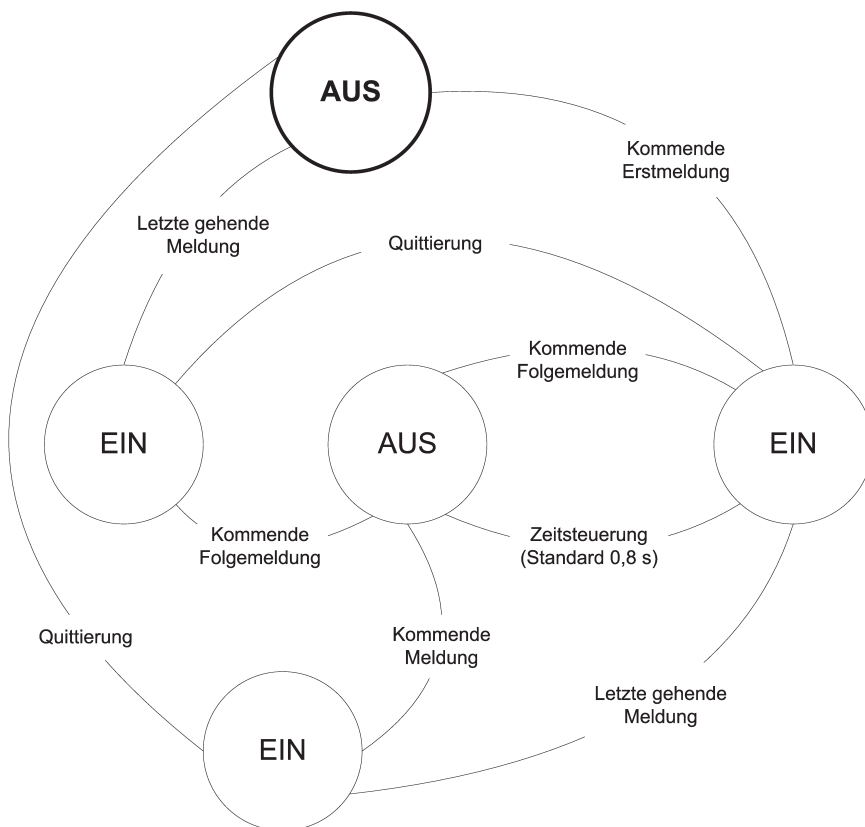 AUS
Kommende
Erstmeldung
Letzte gehende
Meldung
Quittierung
Kommende
Folgemeldung
EIN
AUS
EIN
Kommende
Folgemeldung
Zeitsteuerung
(Standard 0,8 s)
Quittierung
Kommende
Meldung
Letzte gehende
Meldung
EIN